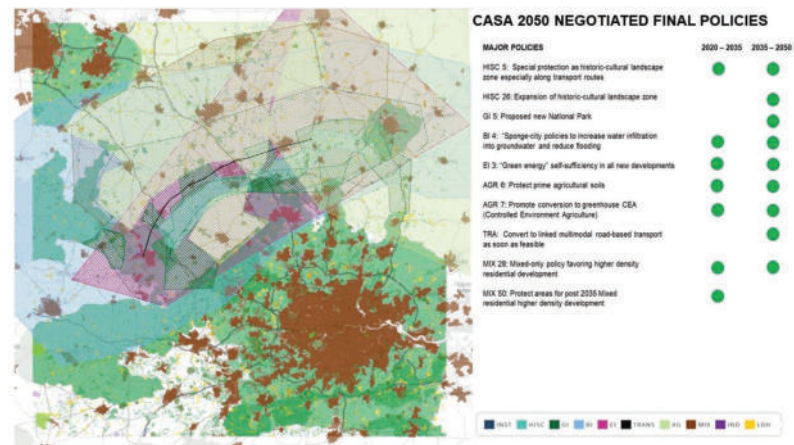 CASA 2050 NEGOTIATED FINAL POLICIES
MAJOR POLICIES 2020 – 2035 2035 – 2050
HISC 5: Special protection as historic-cultural landscape
zone especially along transport routes
HISC 26: Expansion of historic-cultural landscape zone
GI 5: Proposed new National Park
BI 4: "Sponge-city policies to increase water infiltration
into groundwater and reduce flooding
EI 3: "Green energy" self-sufficiency in all new developments
AGR 6: Protect prime agricultural soils
AGR 7: Promote conversion to greenhouse CEA
(Controlled Environment Agriculture)
TRA: Convert to linked multimodal road-based transport
as soon as feasible
MIX 28: Mixed-only policy favoring higher density
residential development
MIX 50: Protect areas for post 2035 Mixed
residential higher density development
INST HISC GI BI EI TRANS AG MIX IND LDH